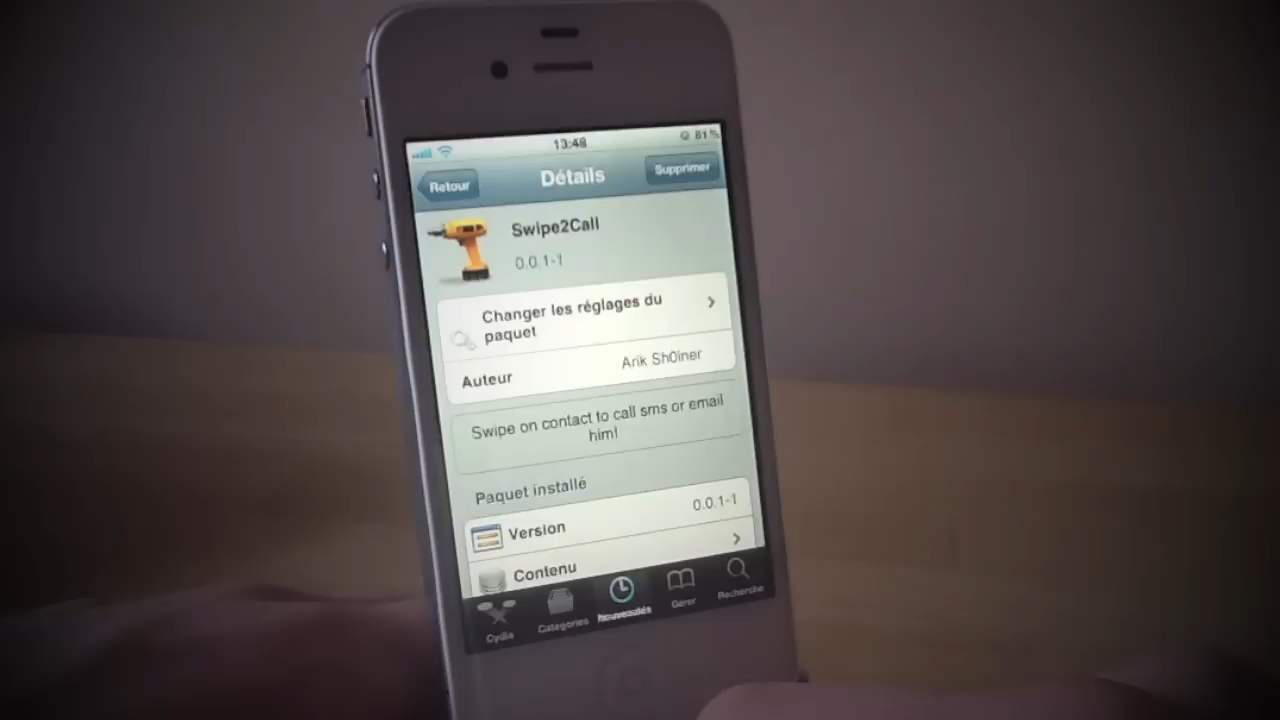 13:48
81%
Retour
Détails
Supprimer
Swipe2Call
0.0.1-1
Changer les réglages du
paquet
Auteur
Arik Sh0iner
Swipe on contact to call sms or email
him!
Paquet installé
Version
0.0.1-1
Contenu
Cydia
Catégories
Nouveautés
Gérer
Recherche